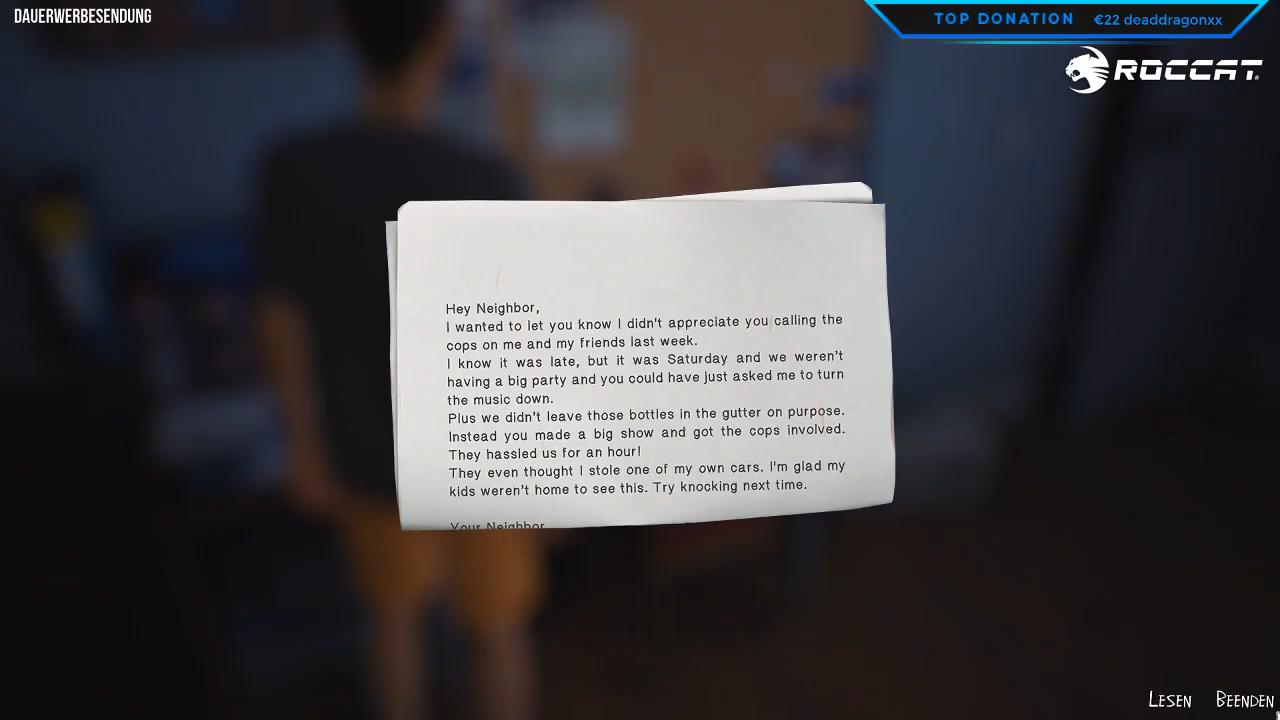 DAUERWERBESENDUNG
TOP DONATION €22 deaddragonxx
ROCCAT
Hey Neighbor,
I wanted to let you know I didn't appreciate you calling the
cops on me and my friends last week.
I know it was late, but it was Saturday and we weren't
having a big party and you could have just asked me to turn
the music down.
Plus we didn't leave those bottles in the gutter on purpose.
Instead you made a big show and got the cops involved.
They hassled us for an hour!
They even thought I stole one of my own cars. I'm glad my
kids weren't home to see this. Try knocking next time.
Your Neighbor
LESEN BEENDEN